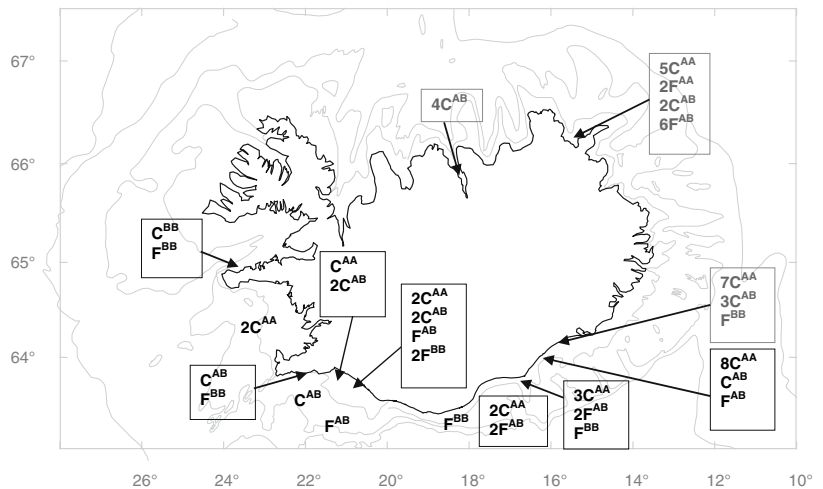 67°
66°
65°
64°
5C^AA
2F^AA
2C^AB
6F^AB
4C^AB
C^BB
F^BB
C^AA
2C^AB
2C^AA
2C^AB
F^AB
2F^BB
7C^AA
3C^AB
F^BB
2C^AA
C^AB
F^BB
8C^AA
C^AB
F^AB
C^AB
F^AB
F^BB
2C^AA
2F^AB
3C^AA
2F^AB
F^BB
26°
24°
22°
20°
18°
16°
14°
12°
10°